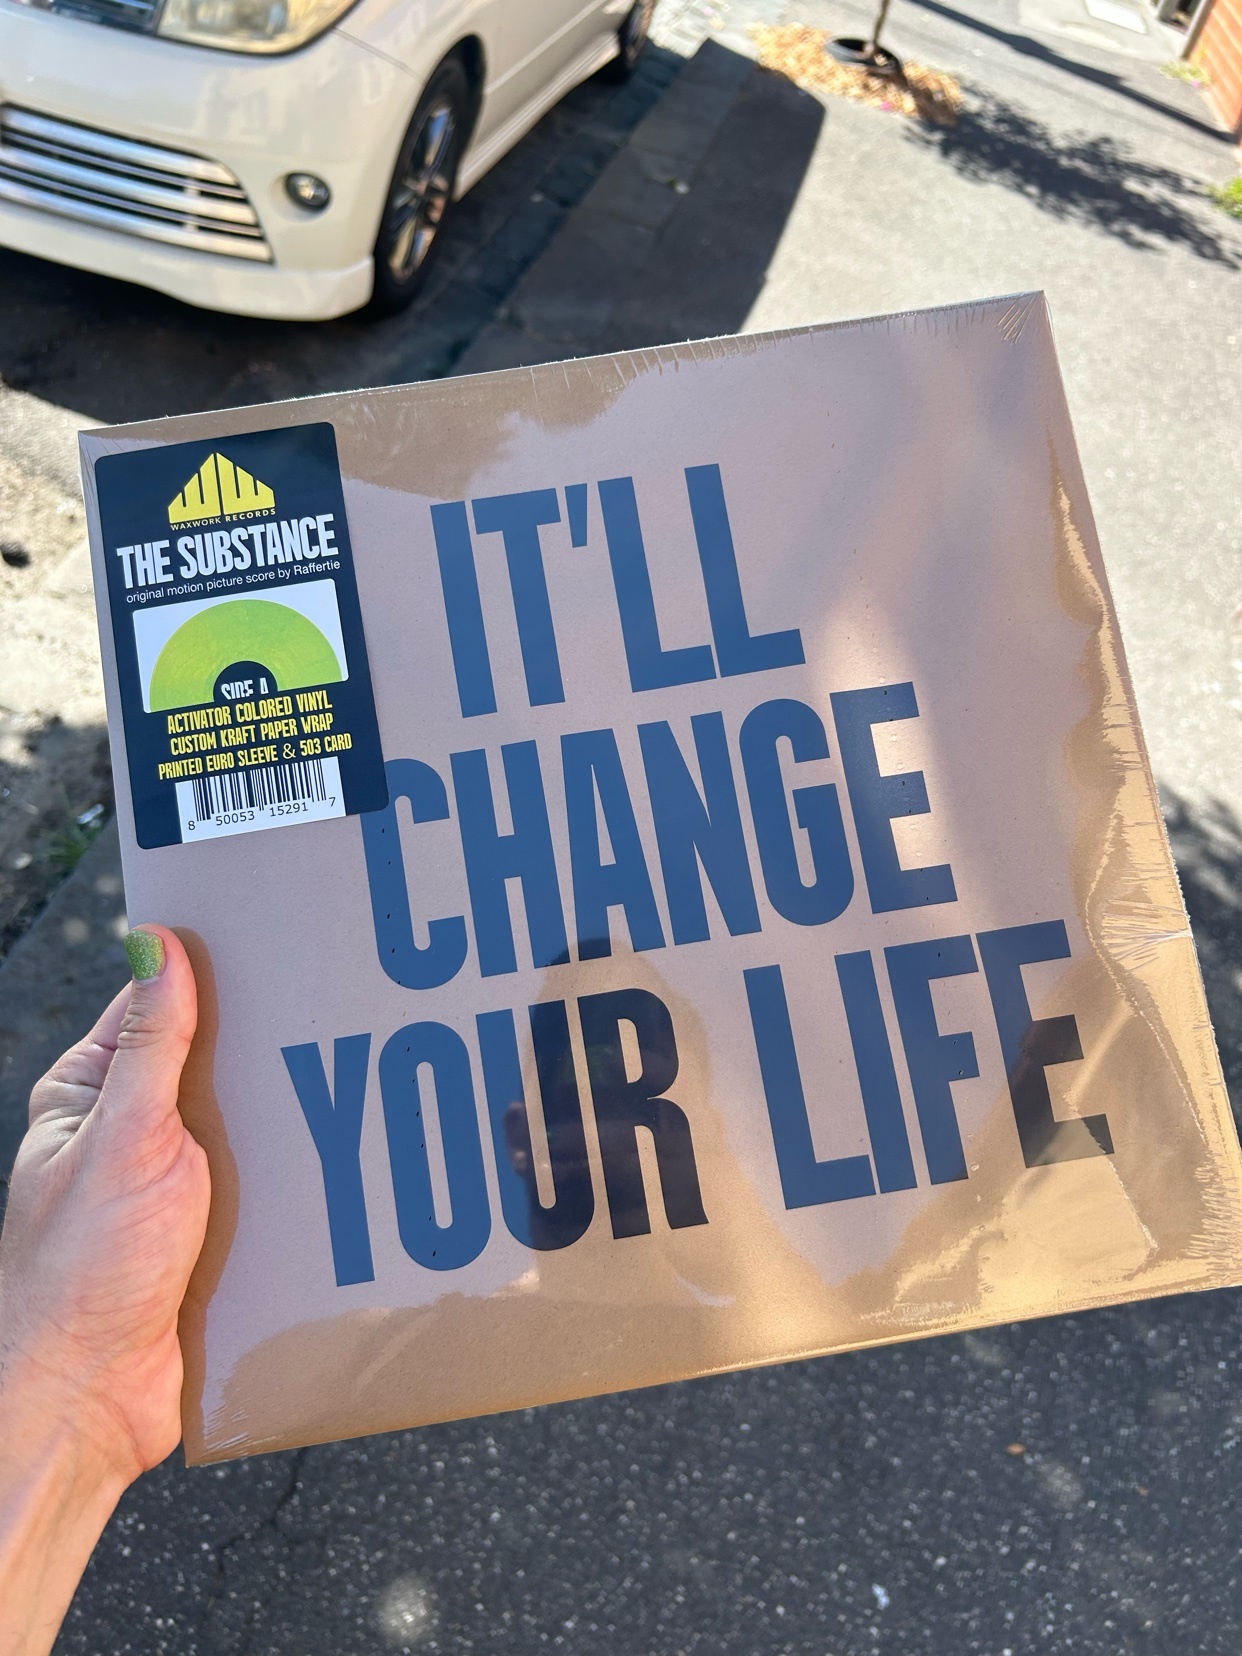 WW
WAXWORK RECORDS
THE SUBSTANCE
original motion picture score by Raffertie
SIDE A
ACTIVATOR COLORED VINYL
CUSTOM KRAFT PAPER WRAP
PRINTED EURO SLEEVE & 503 CARD
8 50053 15291 7
IT'LL
CHANGE
YOUR LIFE